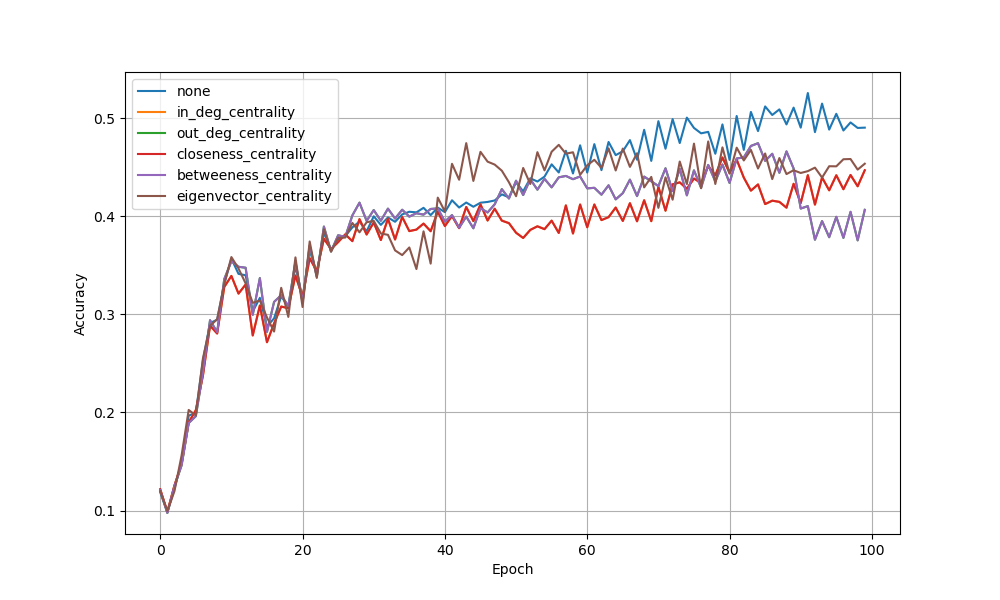 none
in_deg_centrality
out_deg_centrality
closeness_centrality
betweeness_centrality
eigenvector_centrality
0.5
0.4
0.3
0.2
0.1
Accuracy
0 20 40 60 80 100
Epoch